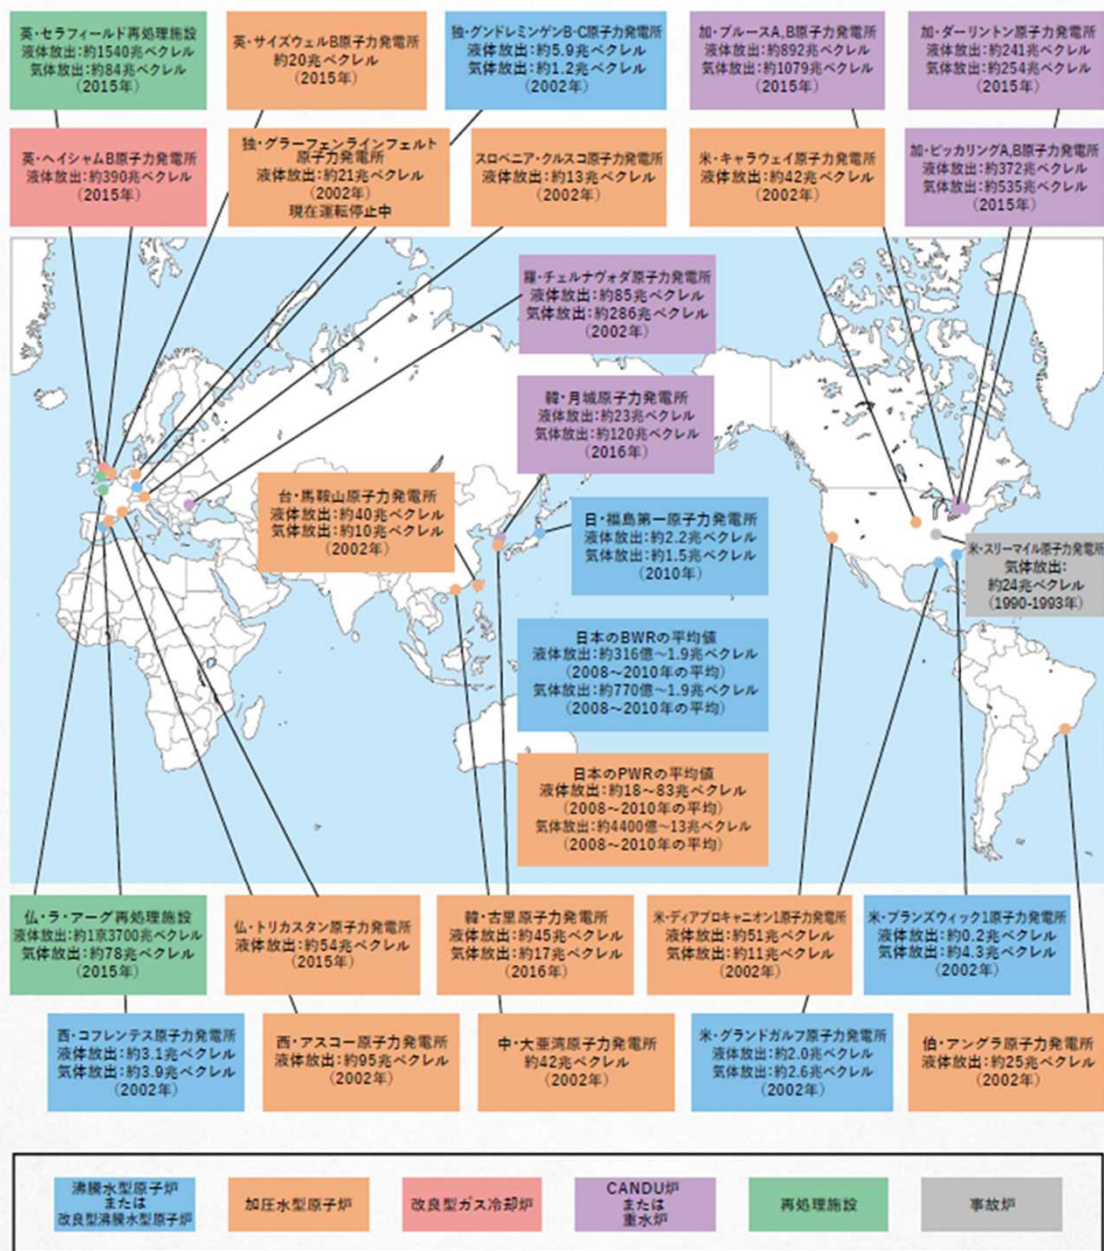 英・セラフィールド再処理施設
液体放出：約1540兆ベクレル
気体放出：約84兆ベクレル
（2015年）
英・サイズウェルB原子力発電所
約20兆ベクレル
（2015年）
独・グンドレミンゲンB-C原子力発電所
液体放出：約5.9兆ベクレル
気体放出：約1.2兆ベクレル
（2002年）
加・ブルースA,B原子力発電所
液体放出：約892兆ベクレル
気体放出：約1079兆ベクレル
（2015年）
加・ダーリントン原子力発電所
液体放出：約241兆ベクレル
気体放出：約254兆ベクレル
（2015年）
英・ヘイシャムB原子力発電所
液体放出：約390兆ベクレル
（2015年）
独・グラーフェンラインフェルト
原子力発電所
液体放出：約21兆ベクレル
（2002年）
現在運転停止中
スロベニア・クルスコ原子力発電所
液体放出：約13兆ベクレル
（2002年）
米・キャラウェイ原子力発電所
液体放出：約42兆ベクレル
（2002年）
加・ピッカリングA,B原子力発電所
液体放出：約372兆ベクレル
気体放出：約535兆ベクレル
（2015年）
羅・チェルナヴォダ原子力発電所
液体放出：約85兆ベクレル
気体放出：約286兆ベクレル
（2002年）
韓・月城原子力発電所
液体放出：約23兆ベクレル
気体放出：約120兆ベクレル
（2016年）
台・馬鞍山原子力発電所
液体放出：約40兆ベクレル
気体放出：約10兆ベクレル
（2002年）
日・福島第一原子力発電所
液体放出：約2.2兆ベクレル
気体放出：約1.5兆ベクレル
（2010年）
米・スリーマイル原子力発電所
気体放出：
約24兆ベクレル
（1990-1993年）
日本のBWRの平均値
液体放出：約316億～1.9兆ベクレル
（2008～2010年の平均）
気体放出：約770億～1.9兆ベクレル
（2008～2010年の平均）
日本のPWRの平均値
液体放出：約18～83兆ベクレル
（2008～2010年の平均）
気体放出：約4400億～13兆ベクレル
（2008～2010年の平均）
仏・ラ・アーグ再処理施設
液体放出：約1京3700兆ベクレル
気体放出：約78兆ベクレル
（2015年）
仏・トリカスタン原子力発電所
液体放出：約54兆ベクレル
（2015年）
韓・古里原子力発電所
液体放出：約45兆ベクレル
気体放出：約17兆ベクレル
（2016年）
米・ディアブロキャニオン1原子力発電所
液体放出：約51兆ベクレル
気体放出：約11兆ベクレル
（2002年）
米・ブランズウィック1原子力発電所
液体放出：約0.2兆ベクレル
気体放出：約4.3兆ベクレル
（2002年）
西・コフレンテス原子力発電所
液体放出：約3.1兆ベクレル
気体放出：約3.9兆ベクレル
（2002年）
西・アスコー原子力発電所
液体放出：約95兆ベクレル
（2002年）
中・大亜湾原子力発電所
約42兆ベクレル
（2002年）
米・グランドガルフ原子力発電所
液体放出：約2.0兆ベクレル
気体放出：約2.6兆ベクレル
（2002年）
伯・アングラ原子力発電所
液体放出：約25兆ベクレル
（2002年）
沸騰水型原子炉
または
改良型沸騰水型原子炉
加圧水型原子炉
改良型ガス冷却炉
CANDU炉
または
重水炉
再処理施設
事故炉